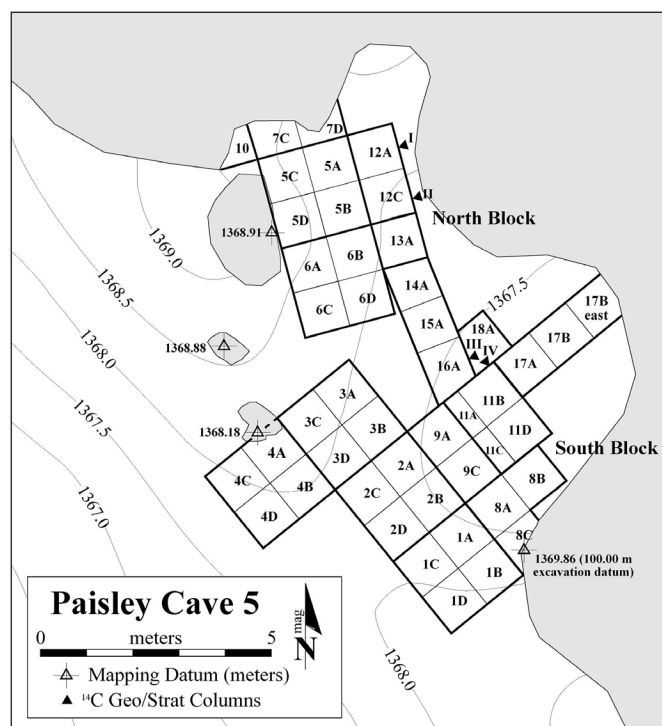 10
7C
7D
12A
I
5C
5A
12C
II
5D
5B
North Block
1368.91
13A
6A
6B
1369.0
1368.5
14A
6C
6D
1367.5
17B
east
15A
18A
17B
1368.88
III
IV
1368.0
16A
17A
3A
11B
3C
11A
9A
3B
11D
1368.18
4A
3D
11C
South Block
2A
9C
8B
4C
4B
2C
2B
8A
1367.5
4D
2D
1A
8C
1367.0
1C
1B
1369.86 (100.00 m
excavation datum)
1D
Paisley Cave 5
0
5
meters
mag
N
Mapping Datum (meters)
14C Geo/Strat Columns
1368.0